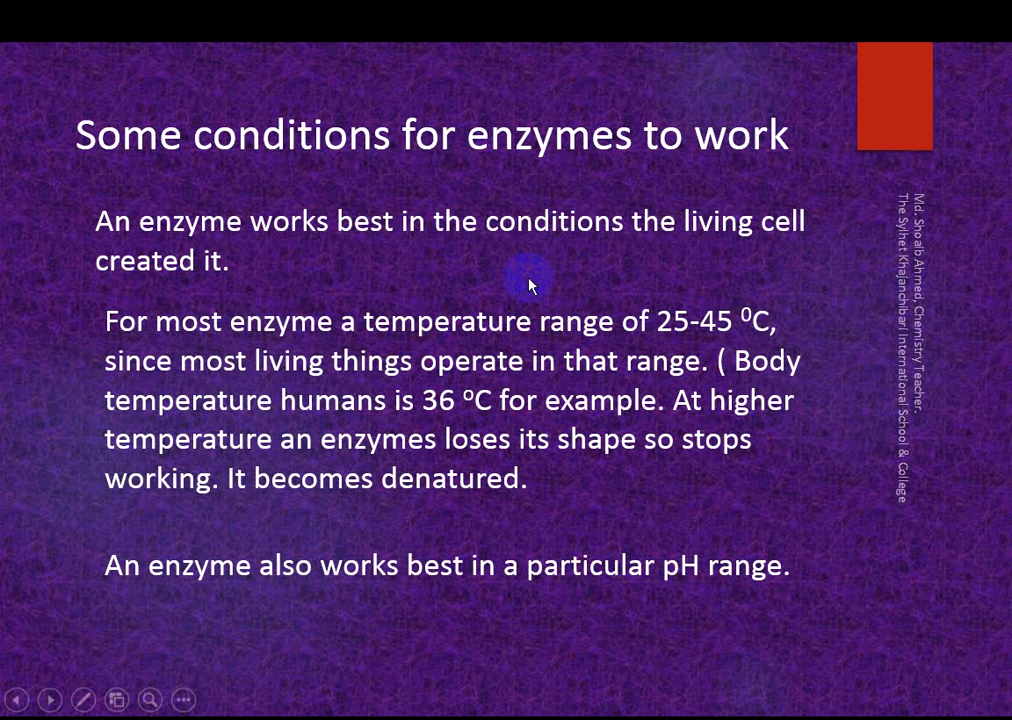 Some conditions for enzymes to work
An enzyme works best in the conditions the living cell
created it.
For most enzyme a temperature range of 25-45 ⁰C,
since most living things operate in that range. ( Body
temperature humans is 36 ᵒC for example. At higher
temperature an enzymes loses its shape so stops
working. It becomes denatured.
An enzyme also works best in a particular pH range.
Md. Shoaib Ahmed, Chemistry Teacher.
The Sylhet Khajanchibari International School & College